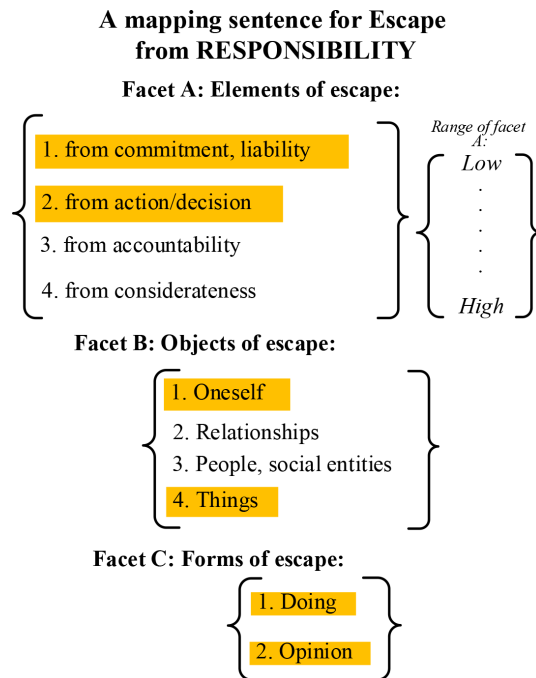 A mapping sentence for Escape
from RESPONSIBILITY
Facet A: Elements of escape:
1. from commitment, liability
2. from action/decision
3. from accountability
4. from considerateness
Range of facet
A:
Low
.
.
.
.
.
High
Facet B: Objects of escape:
1. Oneself
2. Relationships
3. People, social entities
4. Things
Facet C: Forms of escape:
1. Doing
2. Opinion